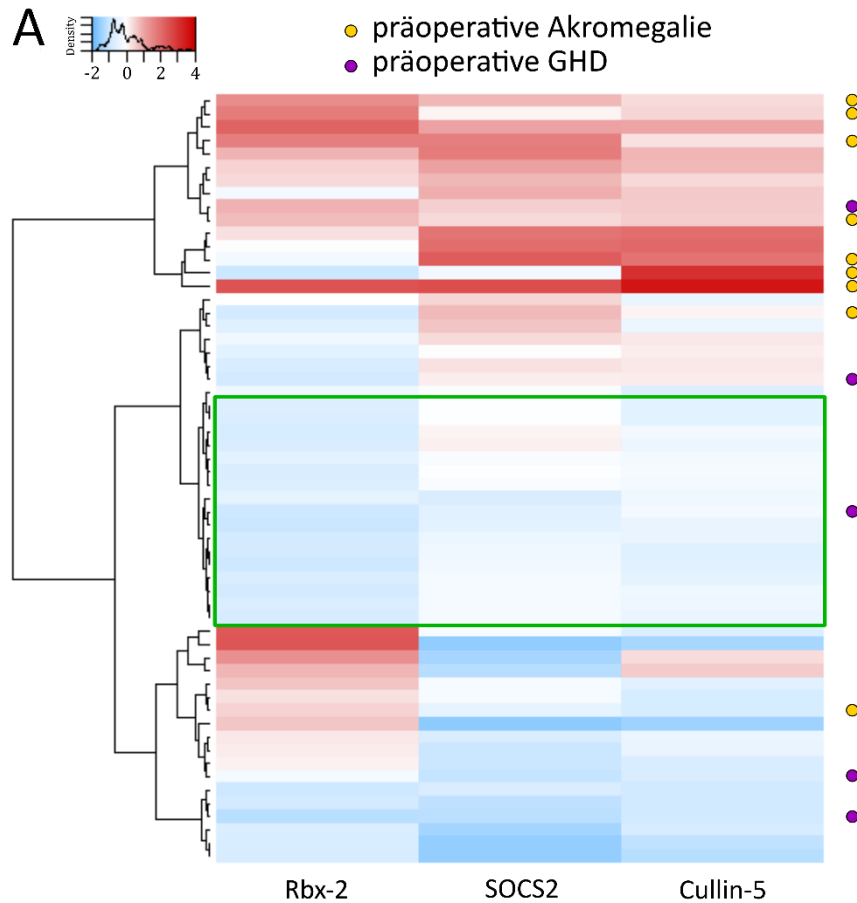 A
Density
-2 0 2 4
präoperative Akromegalie
präoperative GHD
Rbx-2 SOCS2 Cullin-5